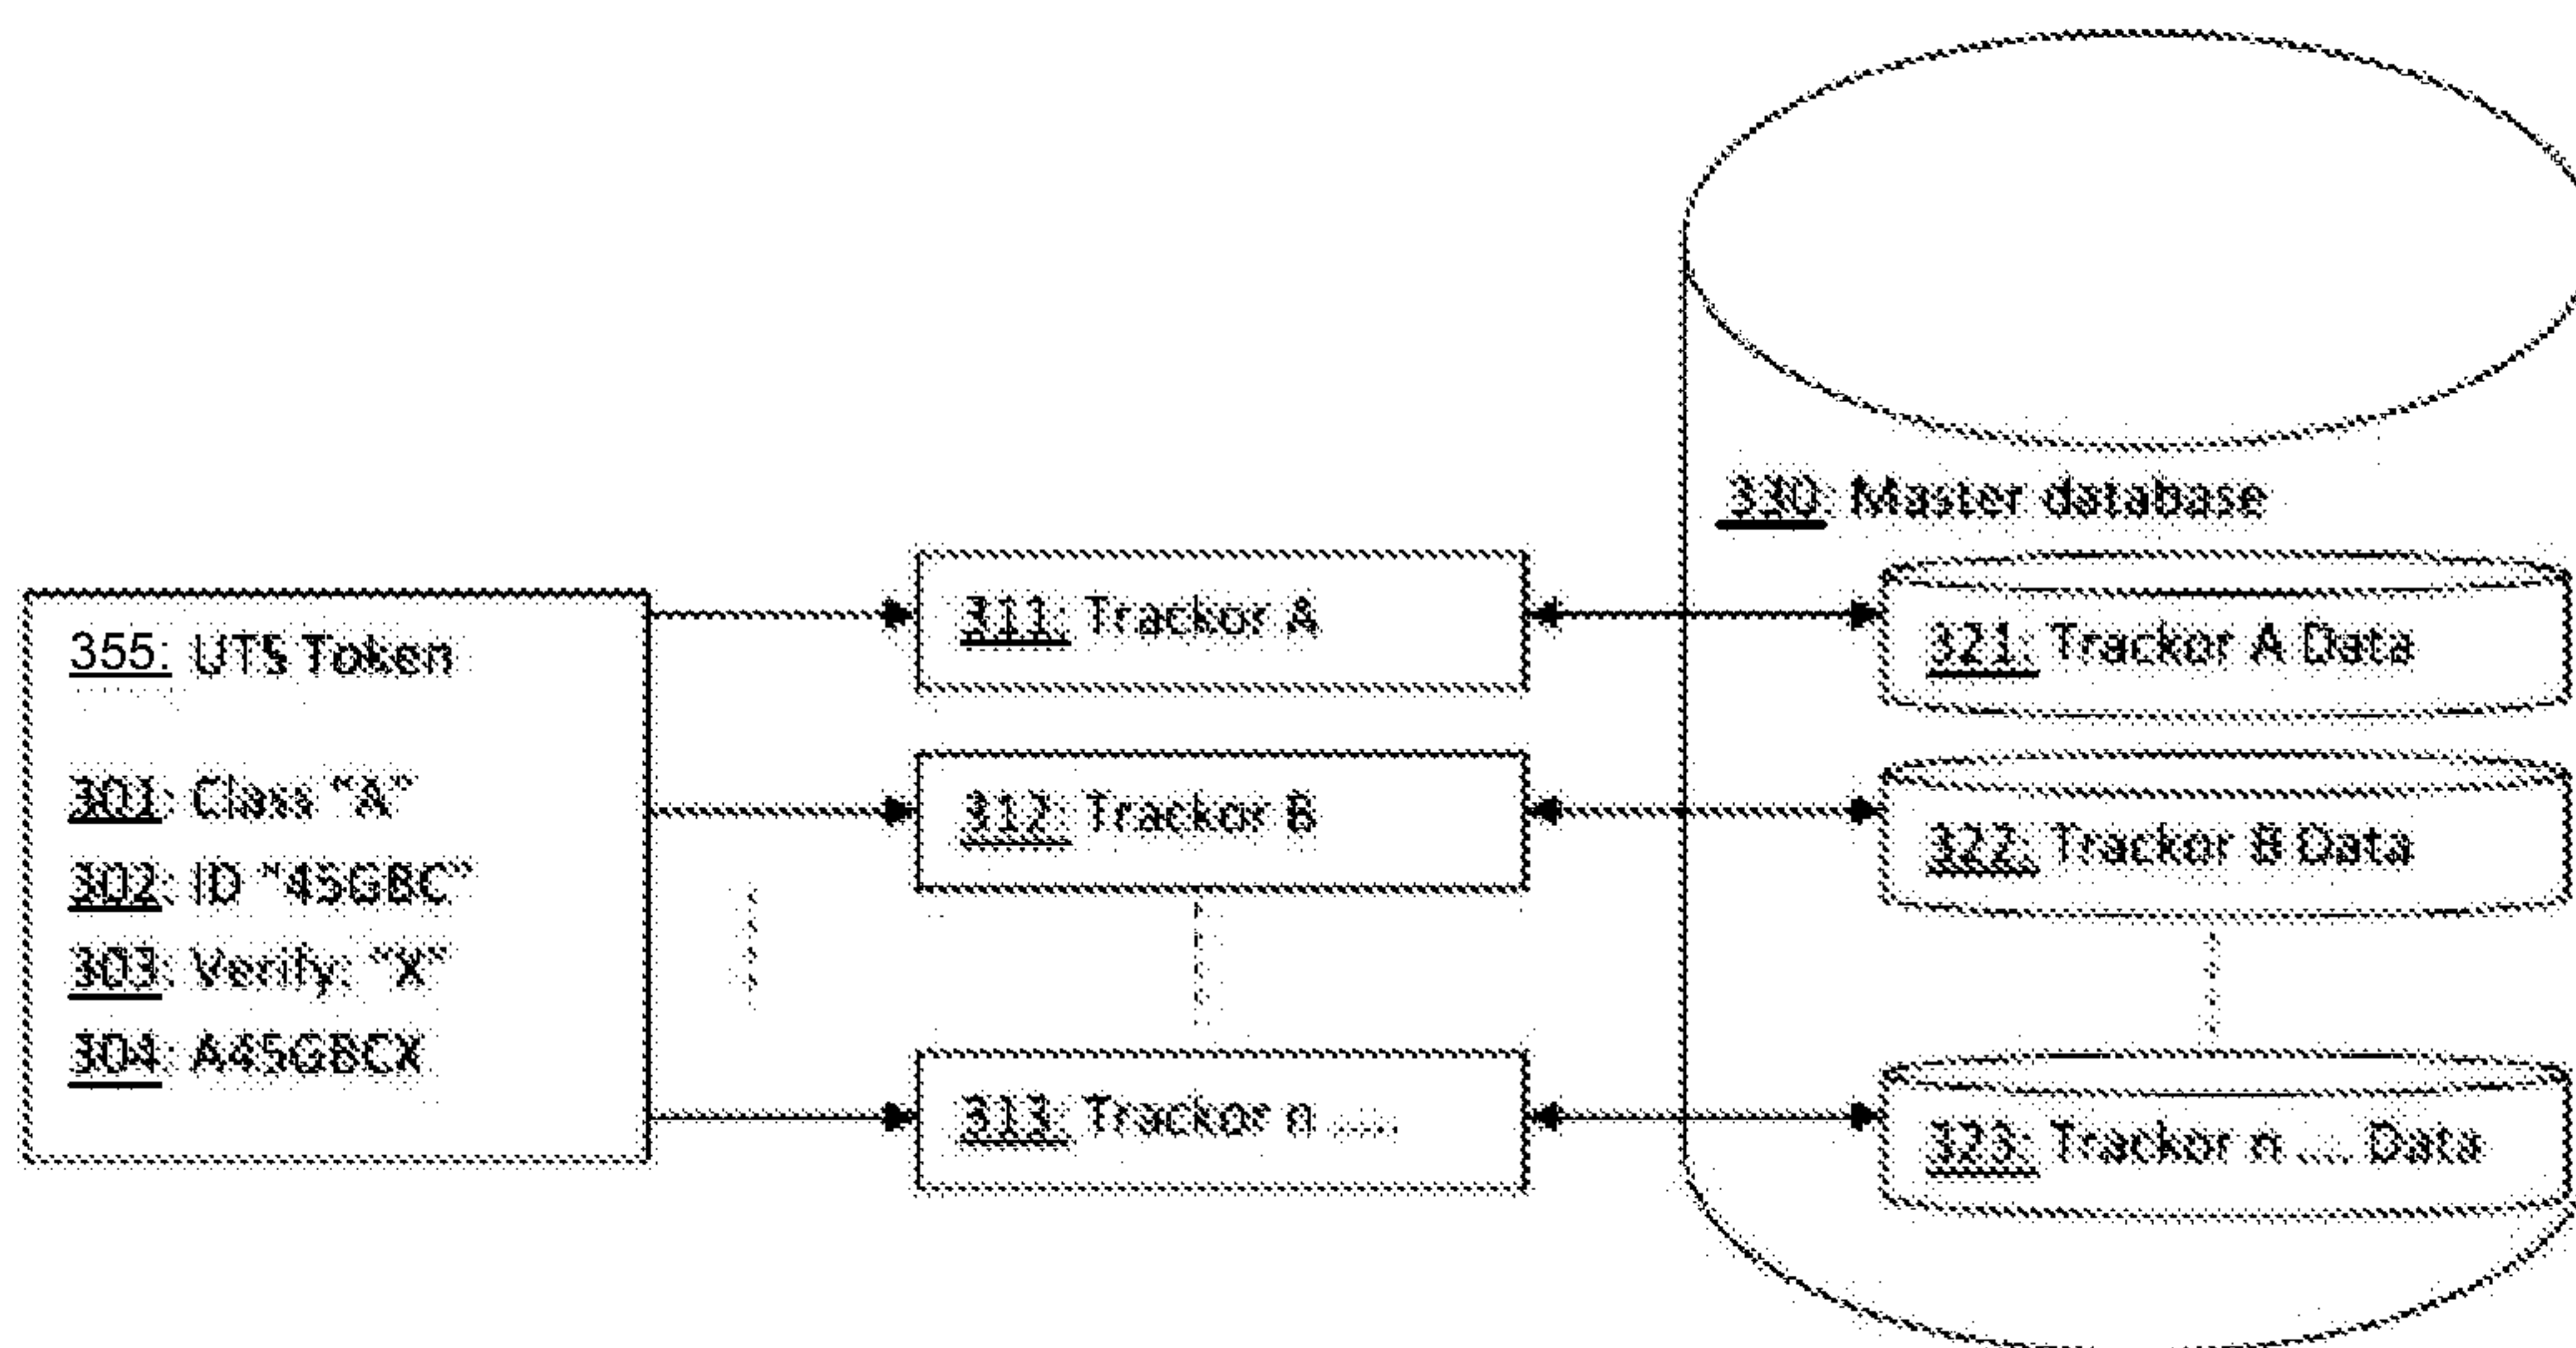 330: Master database
355: UTS Token
301: Class "A"
302: ID "45GBC"
303: Verify: "X"
304: A45GBCX
311: Trackor A
312: Trackor B
313: Trackor n ....
321: Trackor A Data
322: Trackor B Data
323: Trackor n .... Data